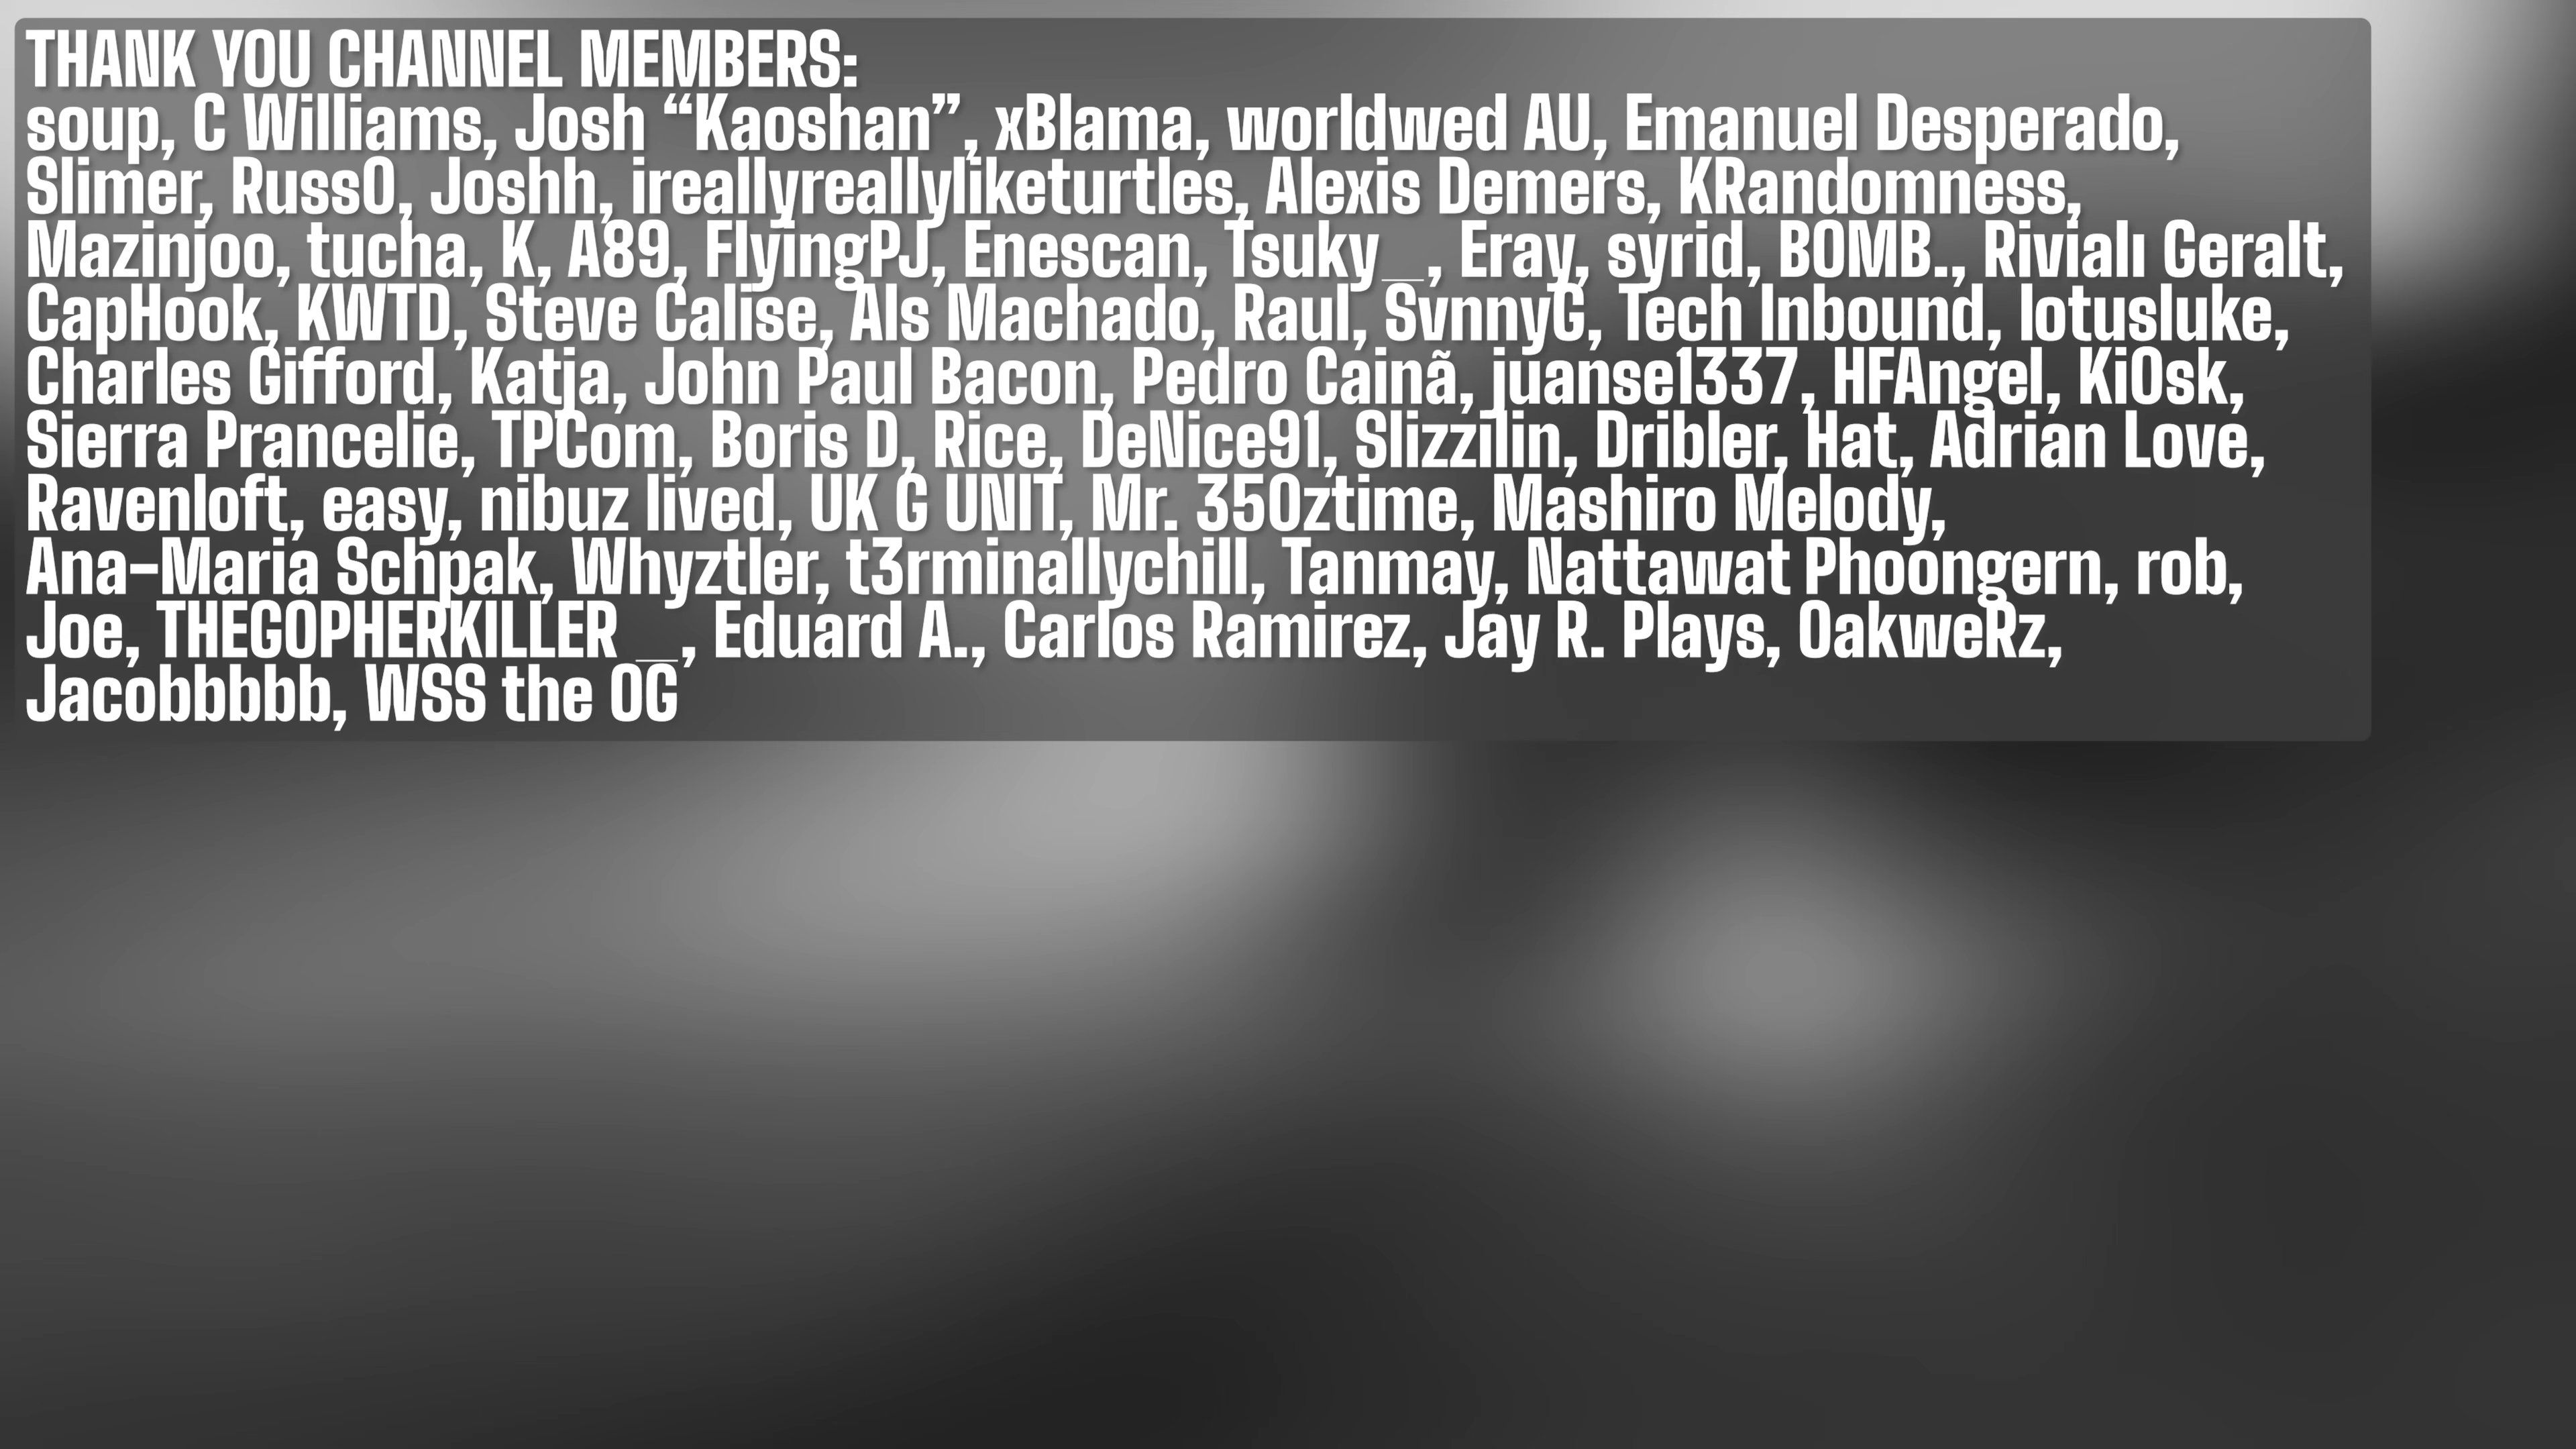 THANK YOU CHANNEL MEMBERS:
soup, C Williams, Josh “Kaoshan”, xBlama, worldwed AU, Emanuel Desperado,
Slimer, RussO, Joshh, ireallyreallyliketurtles, Alexis Demers, KRandomness,
Mazinjoo, tucha, K, A89, FlyingPJ, Enescan, Tsuky_, Eray, syrid, BOMB., Rivialı Geralt,
CapHook, KWTD, Steve Calise, Als Machado, Raul, SvnnyG, Tech Inbound, lotusluke,
Charles Gifford, Katja, John Paul Bacon, Pedro Cainã, juanse1337, HFAngel, Ki0sk,
Sierra Prancelie, TPCom, Boris D, Rice, DeNice91, Slizzilin, Dribler, Hat, Adrian Love,
Ravenloft, easy, nibuz lived, UK G UNIT, Mr. 350ztime, Mashiro Melody,
Ana-Maria Schpak, Whyztler, t3rminallychill, Tanmay, Nattawat Phoongern, rob,
Joe, THEGOPHERKILLER _, Eduard A., Carlos Ramirez, Jay R. Plays, OakweRz,
Jacobbbbb, WSS the OG